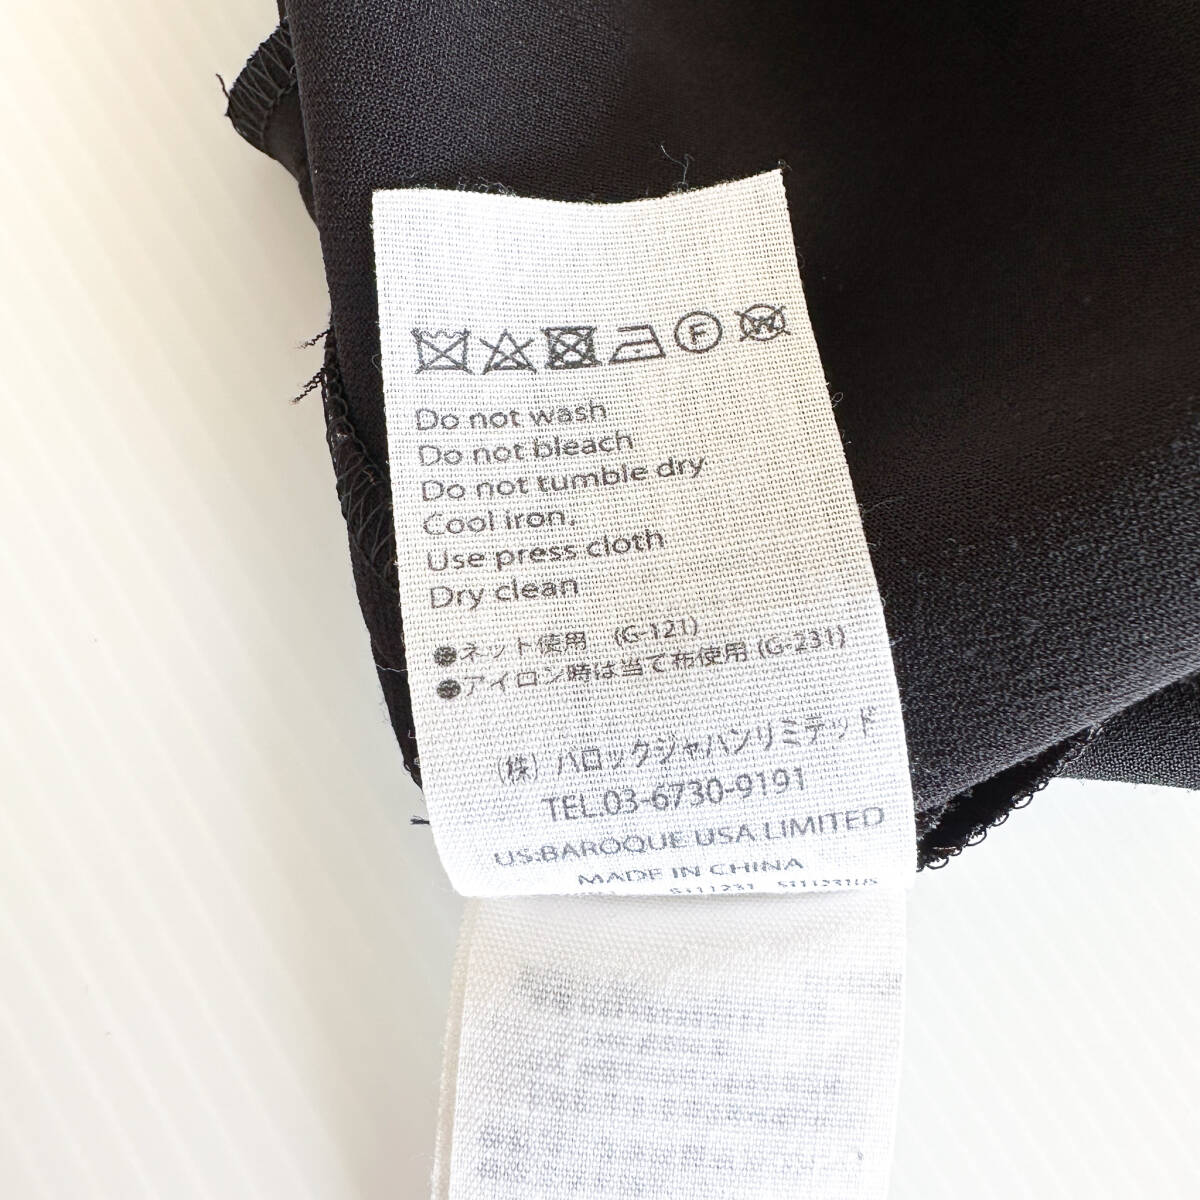 F W
Do not wash
Do not bleach
Do not tumble dry
Cool iron.
Use press cloth
Dry clean
●ネット使用 (G-121)
●アイロン時は当て布使用 (G-231)
(株) バロックジャパンリミテッド
TEL.03-6730-9191
US:BAROQUE USA LIMITED
MADE IN CHINA